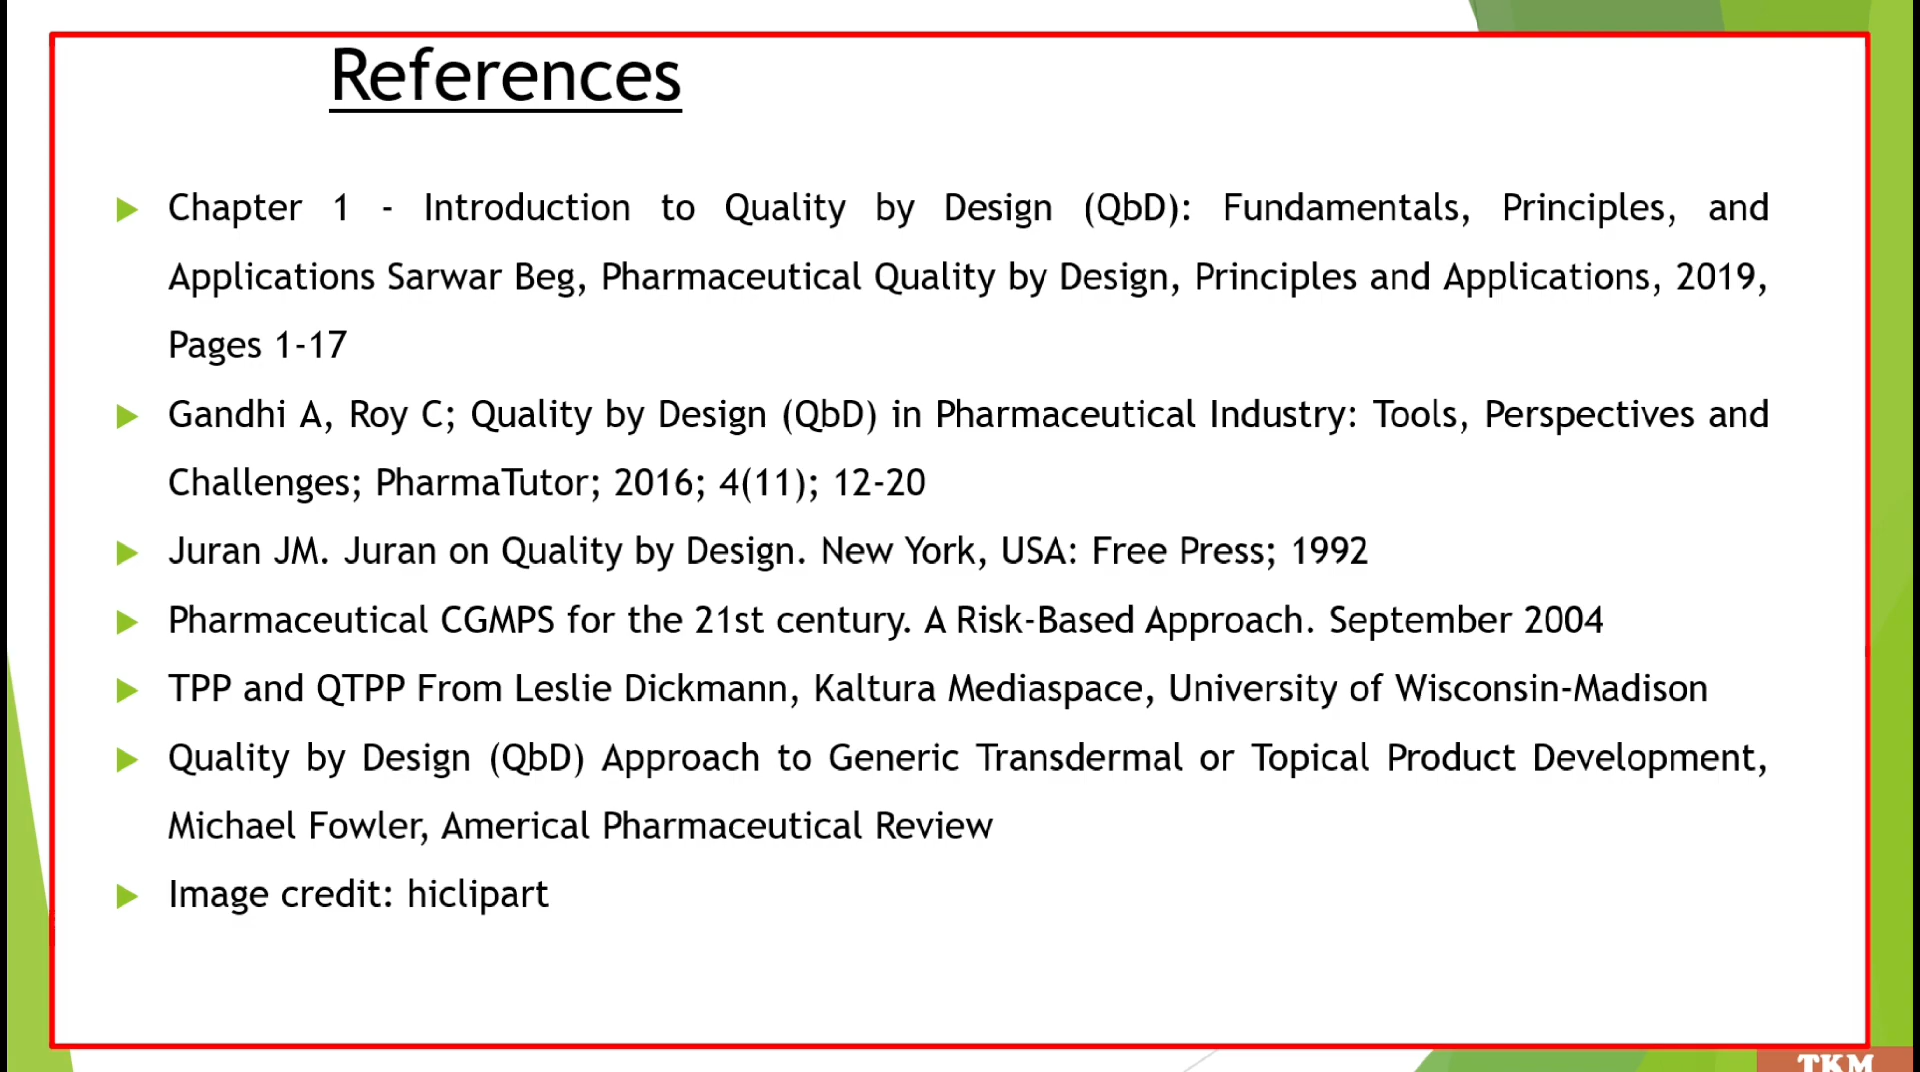 References
Chapter 1 - Introduction to Quality by Design (QbD): Fundamentals, Principles, and
Applications Sarwar Beg, Pharmaceutical Quality by Design, Principles and Applications, 2019,
Pages 1-17
Gandhi A, Roy C; Quality by Design (QbD) in Pharmaceutical Industry: Tools, Perspectives and
Challenges; PharmaTutor; 2016; 4(11); 12-20
Juran JM. Juran on Quality by Design. New York, USA: Free Press; 1992
Pharmaceutical CGMPS for the 21st century. A Risk-Based Approach. September 2004
TPP and QTPP From Leslie Dickmann, Kaltura Mediaspace, University of Wisconsin-Madison
Quality by Design (QbD) Approach to Generic Transdermal or Topical Product Development,
Michael Fowler, Americal Pharmaceutical Review
Image credit: hiclipart
TKM